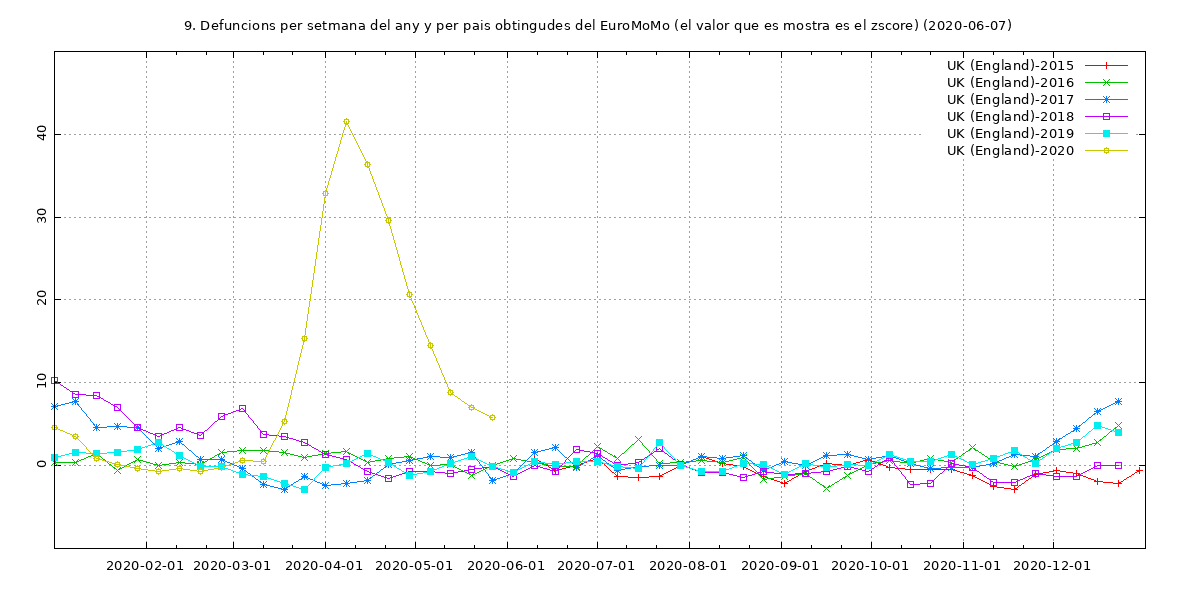 9. Defuncions per setmana del any y per pais obtingudes del EuroMoMo (el valor que es mostra es el zscore) (2020-06-07)
UK (England)-2015
UK (England)-2016
UK (England)-2017
UK (England)-2018
UK (England)-2019
UK (England)-2020
40
30
20
10
0
2020-02-01 2020-03-01 2020-04-01 2020-05-01 2020-06-01 2020-07-01 2020-08-01 2020-09-01 2020-10-01 2020-11-01 2020-12-01